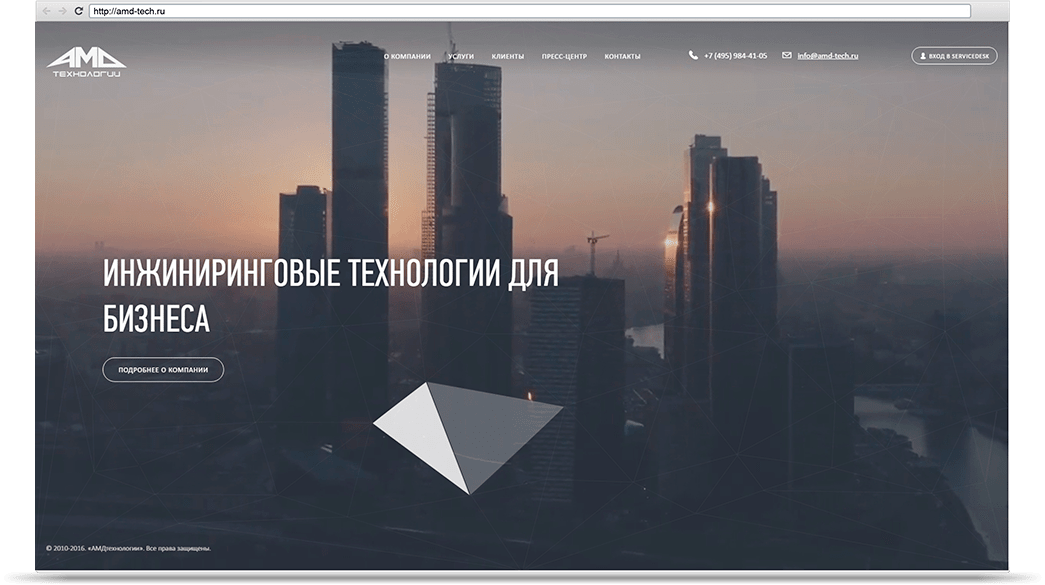 http://amd-tech.ru
АМД
ТЕХНОЛОГИИ
О КОМПАНИИ УСЛУГИ КЛИЕНТЫ ПРЕСС-ЦЕНТР КОНТАКТЫ +7 (495) 984-41-05 info@amd-tech.ru ВХОД В SERVICEDESK
ИНЖИНИРИНГОВЫЕ ТЕХНОЛОГИИ ДЛЯ
БИЗНЕСА
ПОДРОБНЕЕ О КОМПАНИИ
© 2010-2016. «АМДтехнологии». Все права защищены.